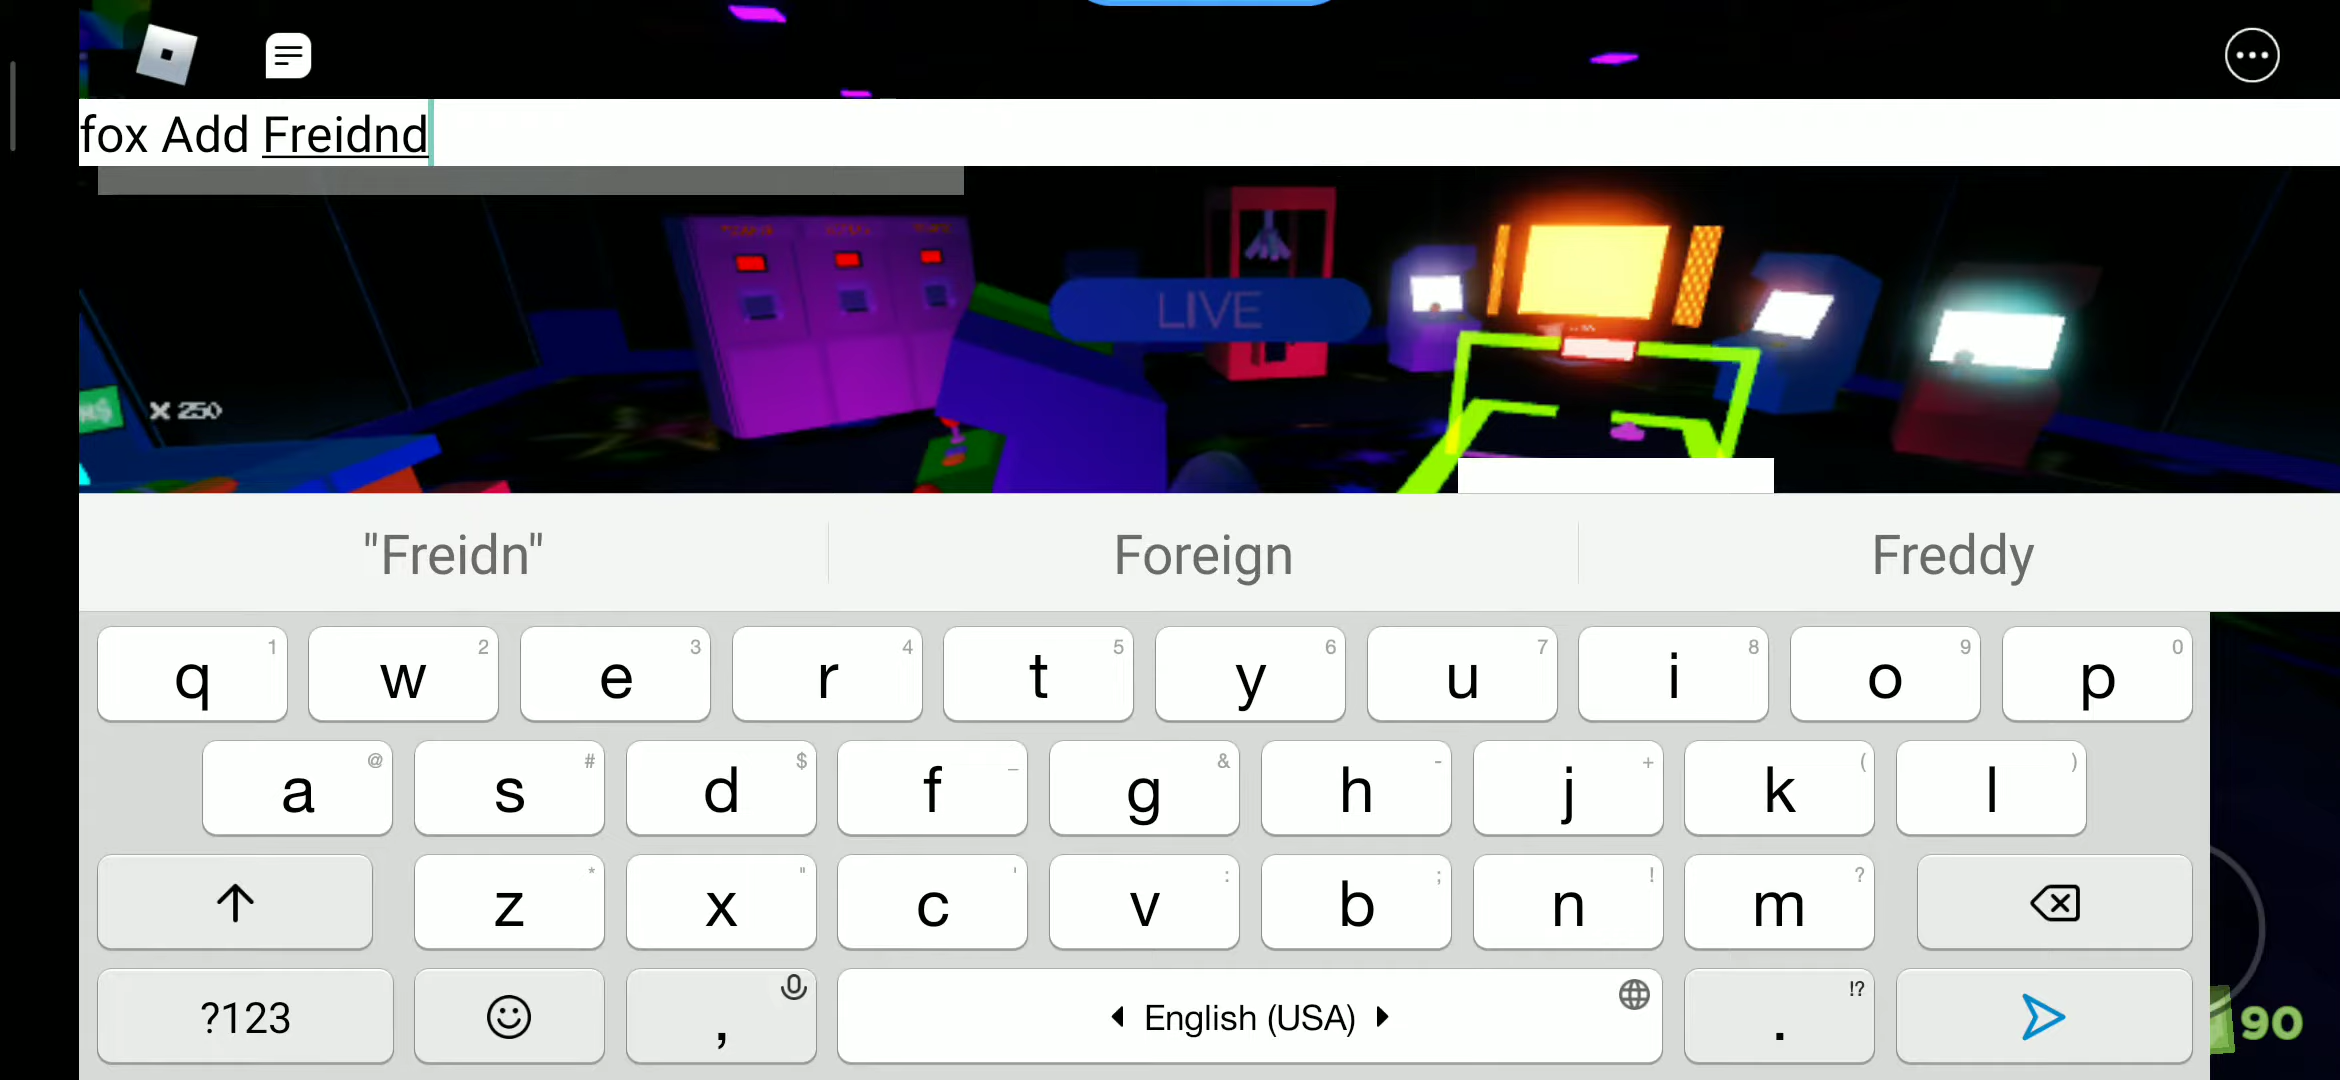 fox Add Freidnd
LIVE
x 250
"Freidn" Foreign Freddy
q 1 w 2 e 3 r 4 t 5 y 6 u 7 i 8 o 9 p 0
a @ s # d $ f _ g & h - j + k ( l )
z * x " c ' v : b ; n ! m ?
?123 , English (USA) . !?
90